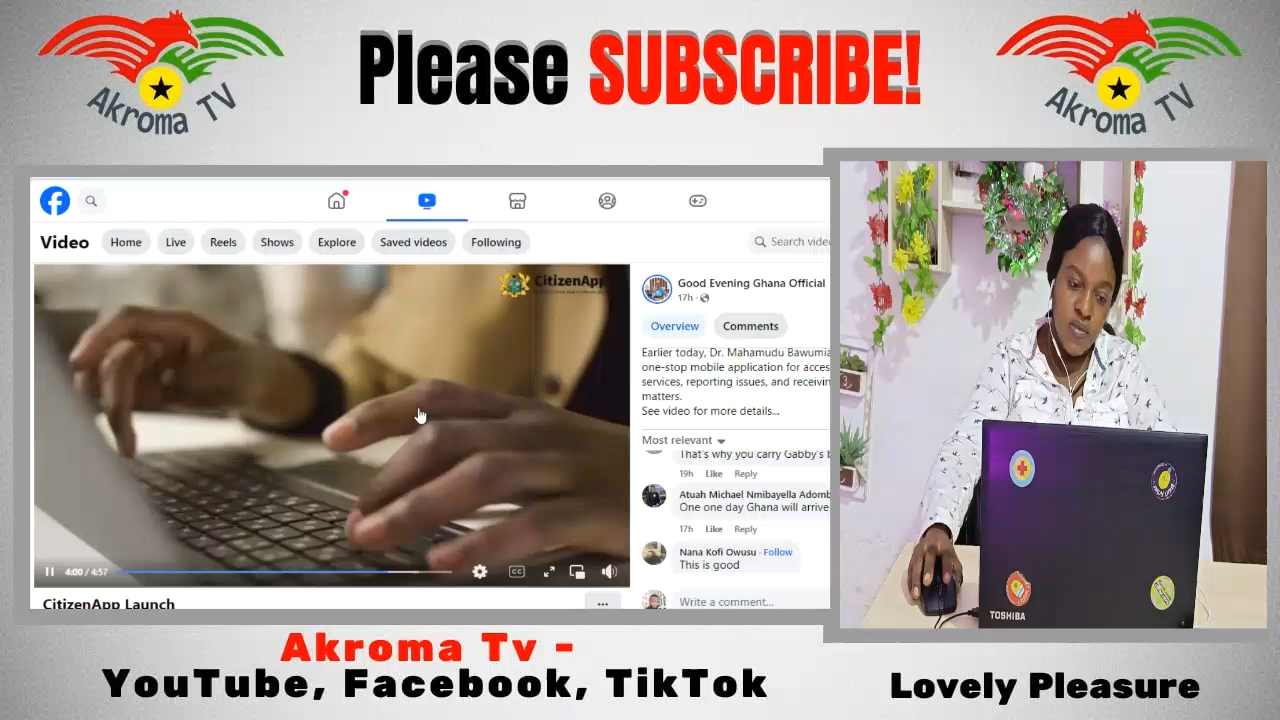 Akroma TV
Please SUBSCRIBE!
Akroma TV
Video
Home
Live
Reels
Shows
Explore
Saved videos
Following
Search vide
CitizenApp
Good Evening Ghana Official
17h ·
Overview
Comments
Earlier today, Dr. Mahamudu Bawumia
one-stop mobile application for acces
services, reporting issues, and receivin
matters.
See video for more details...
Most relevant
That's why you carry Gabby's b
19h Like Reply
Atuah Michael Nmibayella Adomb
One one day Ghana will arrive
17h Like Reply
Nana Kofi Owusu · Follow
This is good
Write a comment...
4:00 / 4:57
CC
CitizenApp Launch
...
TOSHIBA
Akroma Tv -
YouTube, Facebook, TikTok
Lovely Pleasure